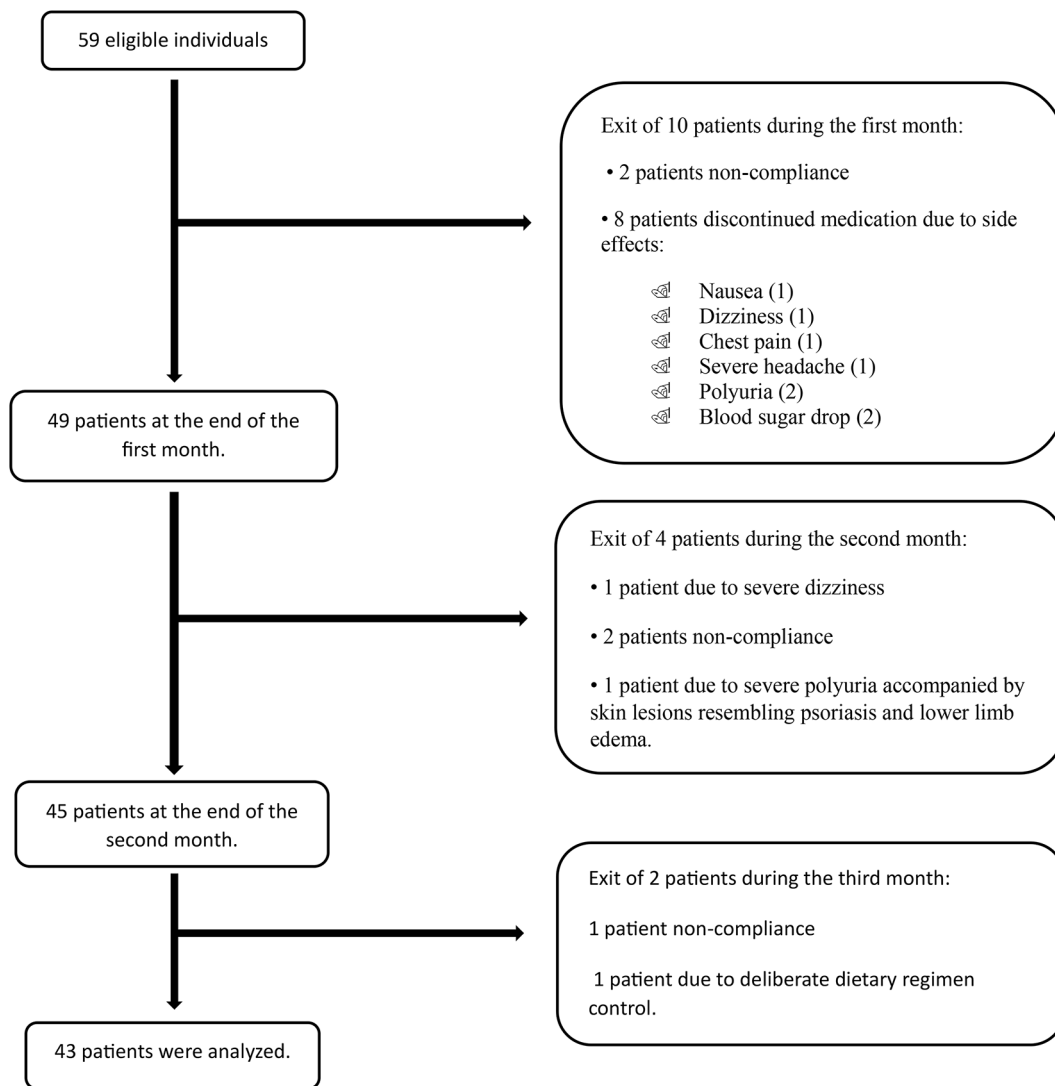 59 eligible individuals
Exit of 10 patients during the first month:
• 2 patients non-compliance
• 8 patients discontinued medication due to side
effects:
Nausea (1)
Dizziness (1)
Chest pain (1)
Severe headache (1)
Polyuria (2)
Blood sugar drop (2)
49 patients at the end of the
first month.
Exit of 4 patients during the second month:
• 1 patient due to severe dizziness
• 2 patients non-compliance
• 1 patient due to severe polyuria accompanied by
skin lesions resembling psoriasis and lower limb
edema.
45 patients at the end of the
second month.
Exit of 2 patients during the third month:
1 patient non-compliance
1 patient due to deliberate dietary regimen
control.
43 patients were analyzed.